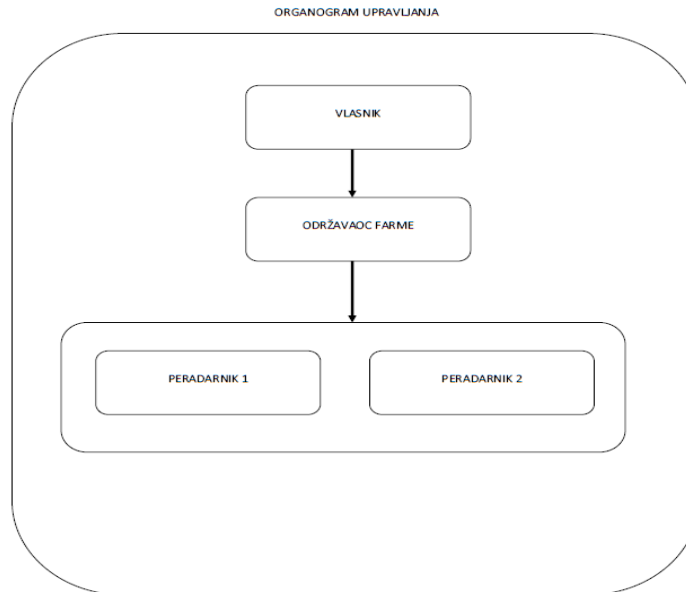 ORGANOGRAM UPRAVLJANJA
VLASNIK
ODRŽAVAOC FARME
PERADARNIK 1
PERADARNIK 2